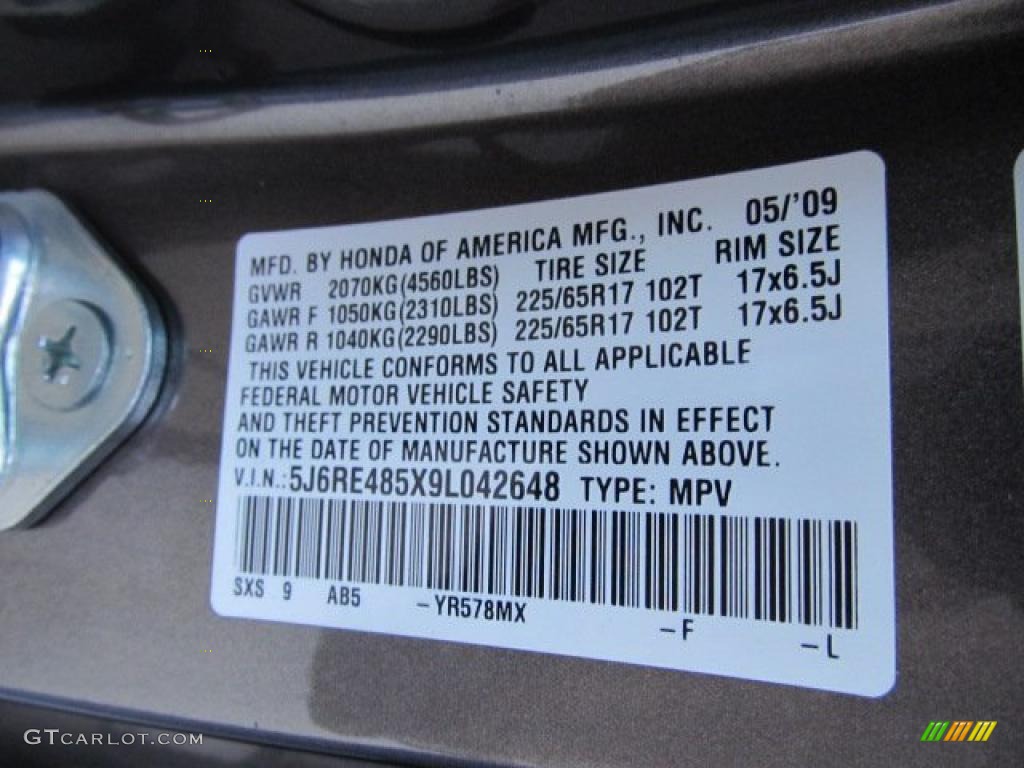 MFD. BY HONDA OF AMERICA MFG., INC. 05/'09
GVWR 2070KG(4560LBS) TIRE SIZE RIM SIZE
GAWR F 1050KG(2310LBS) 225/65R17 102T 17x6.5J
GAWR R 1040KG(2290LBS) 225/65R17 102T 17x6.5J
THIS VEHICLE CONFORMS TO ALL APPLICABLE
FEDERAL MOTOR VEHICLE SAFETY
AND THEFT PREVENTION STANDARDS IN EFFECT
ON THE DATE OF MANUFACTURE SHOWN ABOVE.
V.I.N.:5J6RE485X9L042648 TYPE: MPV
SXS 9 AB5 -YR578MX -F -L
GTCARLOT.COM